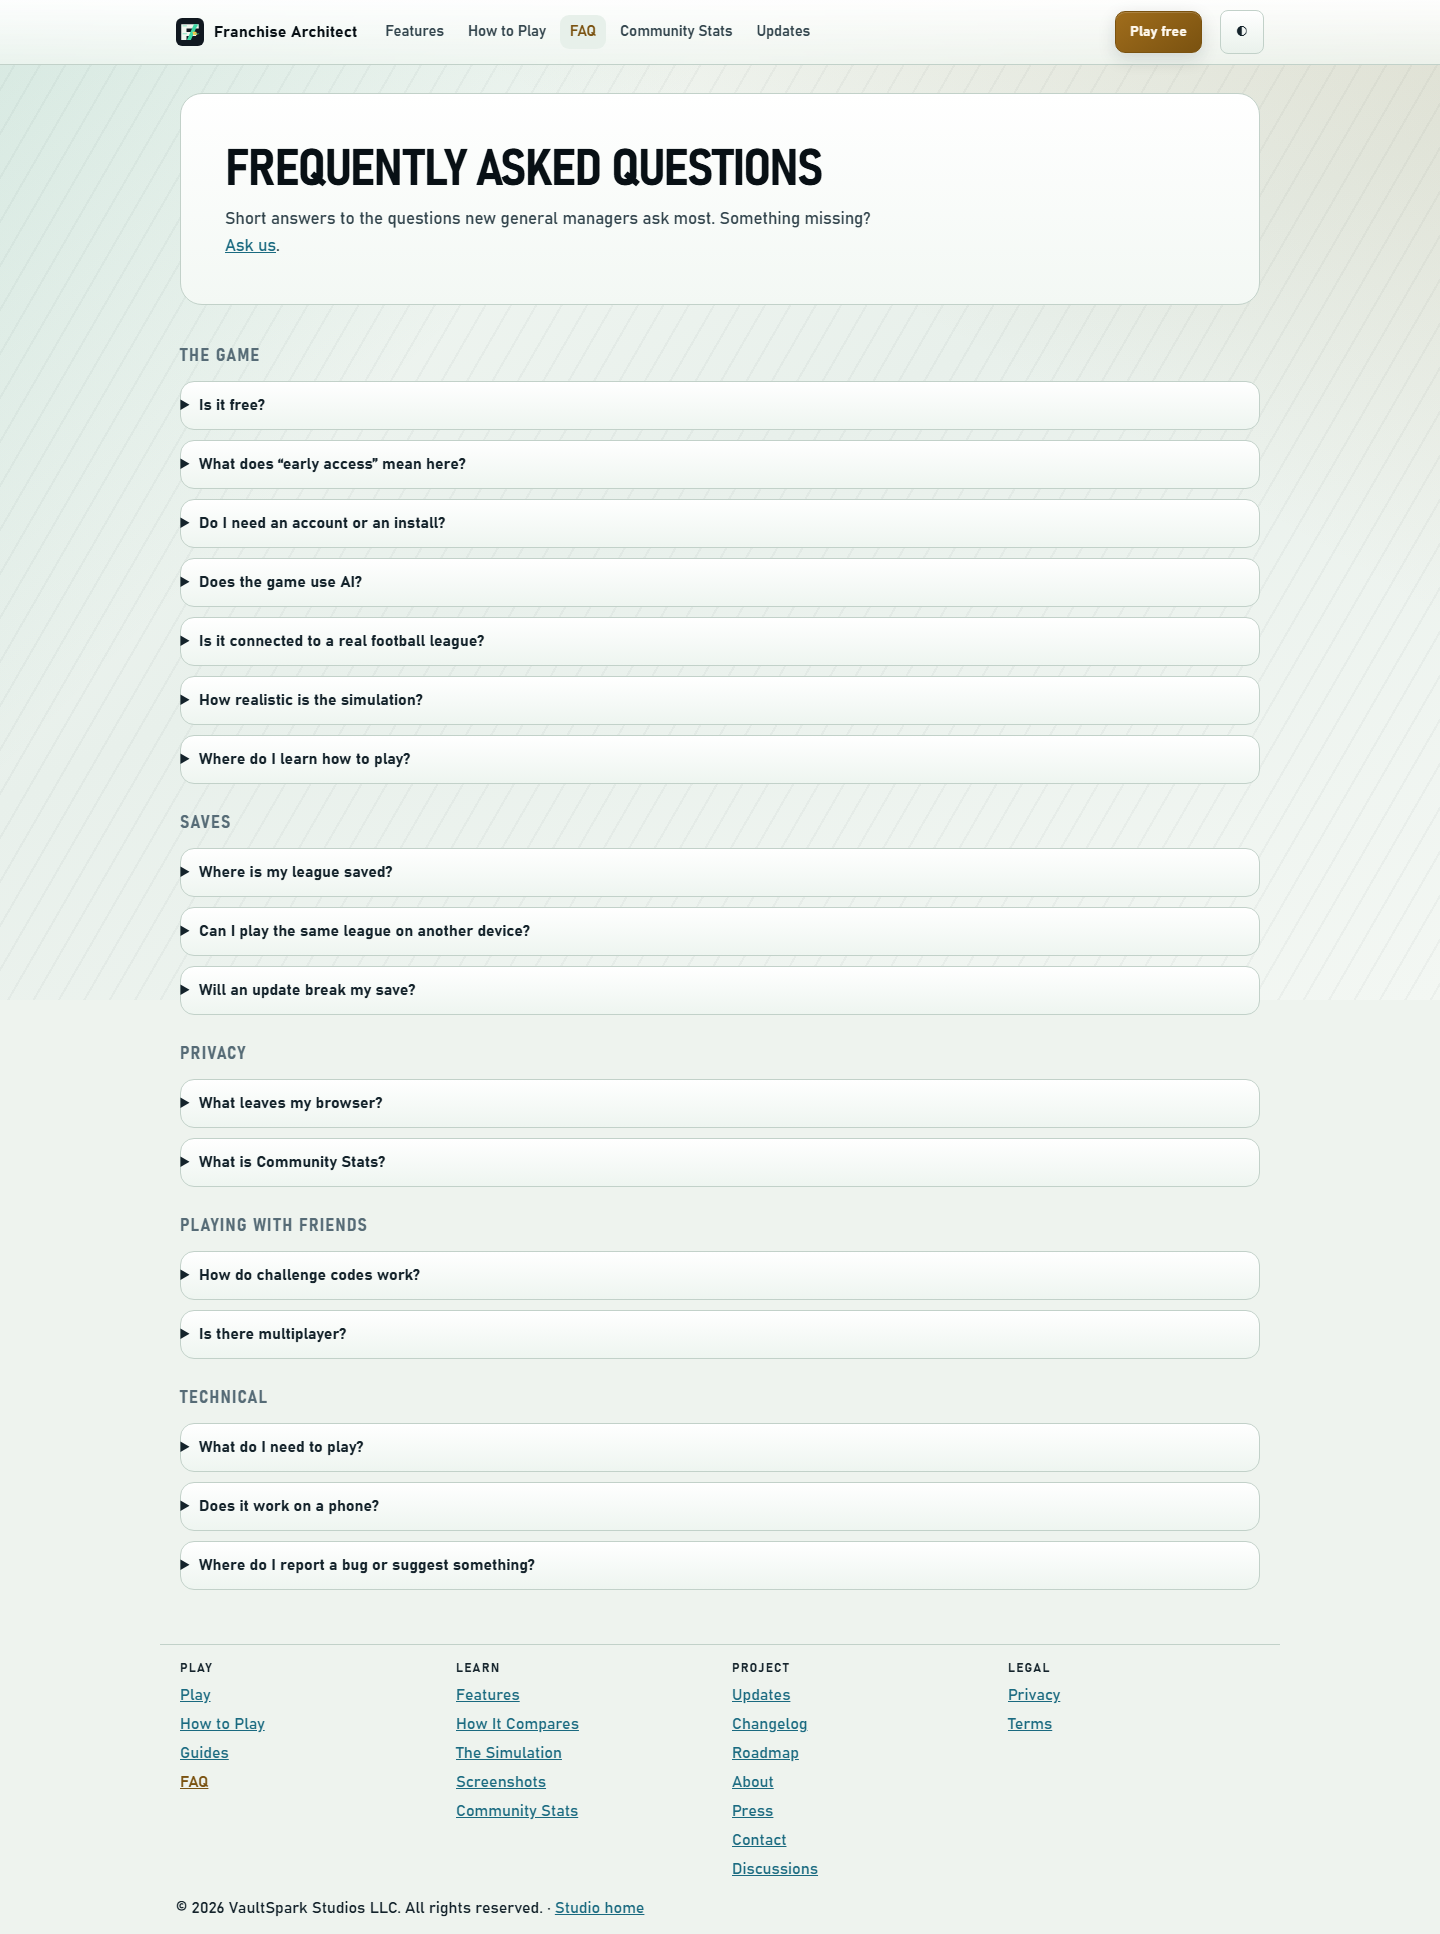 Franchise Architect
Features
How to Play
FAQ
Community Stats
Updates
Play free
FREQUENTLY ASKED QUESTIONS
Short answers to the questions new general managers ask most. Something missing?
Ask us.
THE GAME
Is it free?
What does “early access” mean here?
Do I need an account or an install?
Does the game use AI?
Is it connected to a real football league?
How realistic is the simulation?
Where do I learn how to play?
SAVES
Where is my league saved?
Can I play the same league on another device?
Will an update break my save?
PRIVACY
What leaves my browser?
What is Community Stats?
PLAYING WITH FRIENDS
How do challenge codes work?
Is there multiplayer?
TECHNICAL
What do I need to play?
Does it work on a phone?
Where do I report a bug or suggest something?
PLAY
Play
How to Play
Guides
FAQ
LEARN
Features
How It Compares
The Simulation
Screenshots
Community Stats
PROJECT
Updates
Changelog
Roadmap
About
Press
Contact
Discussions
LEGAL
Privacy
Terms
© 2026 VaultSpark Studios LLC. All rights reserved. · Studio home